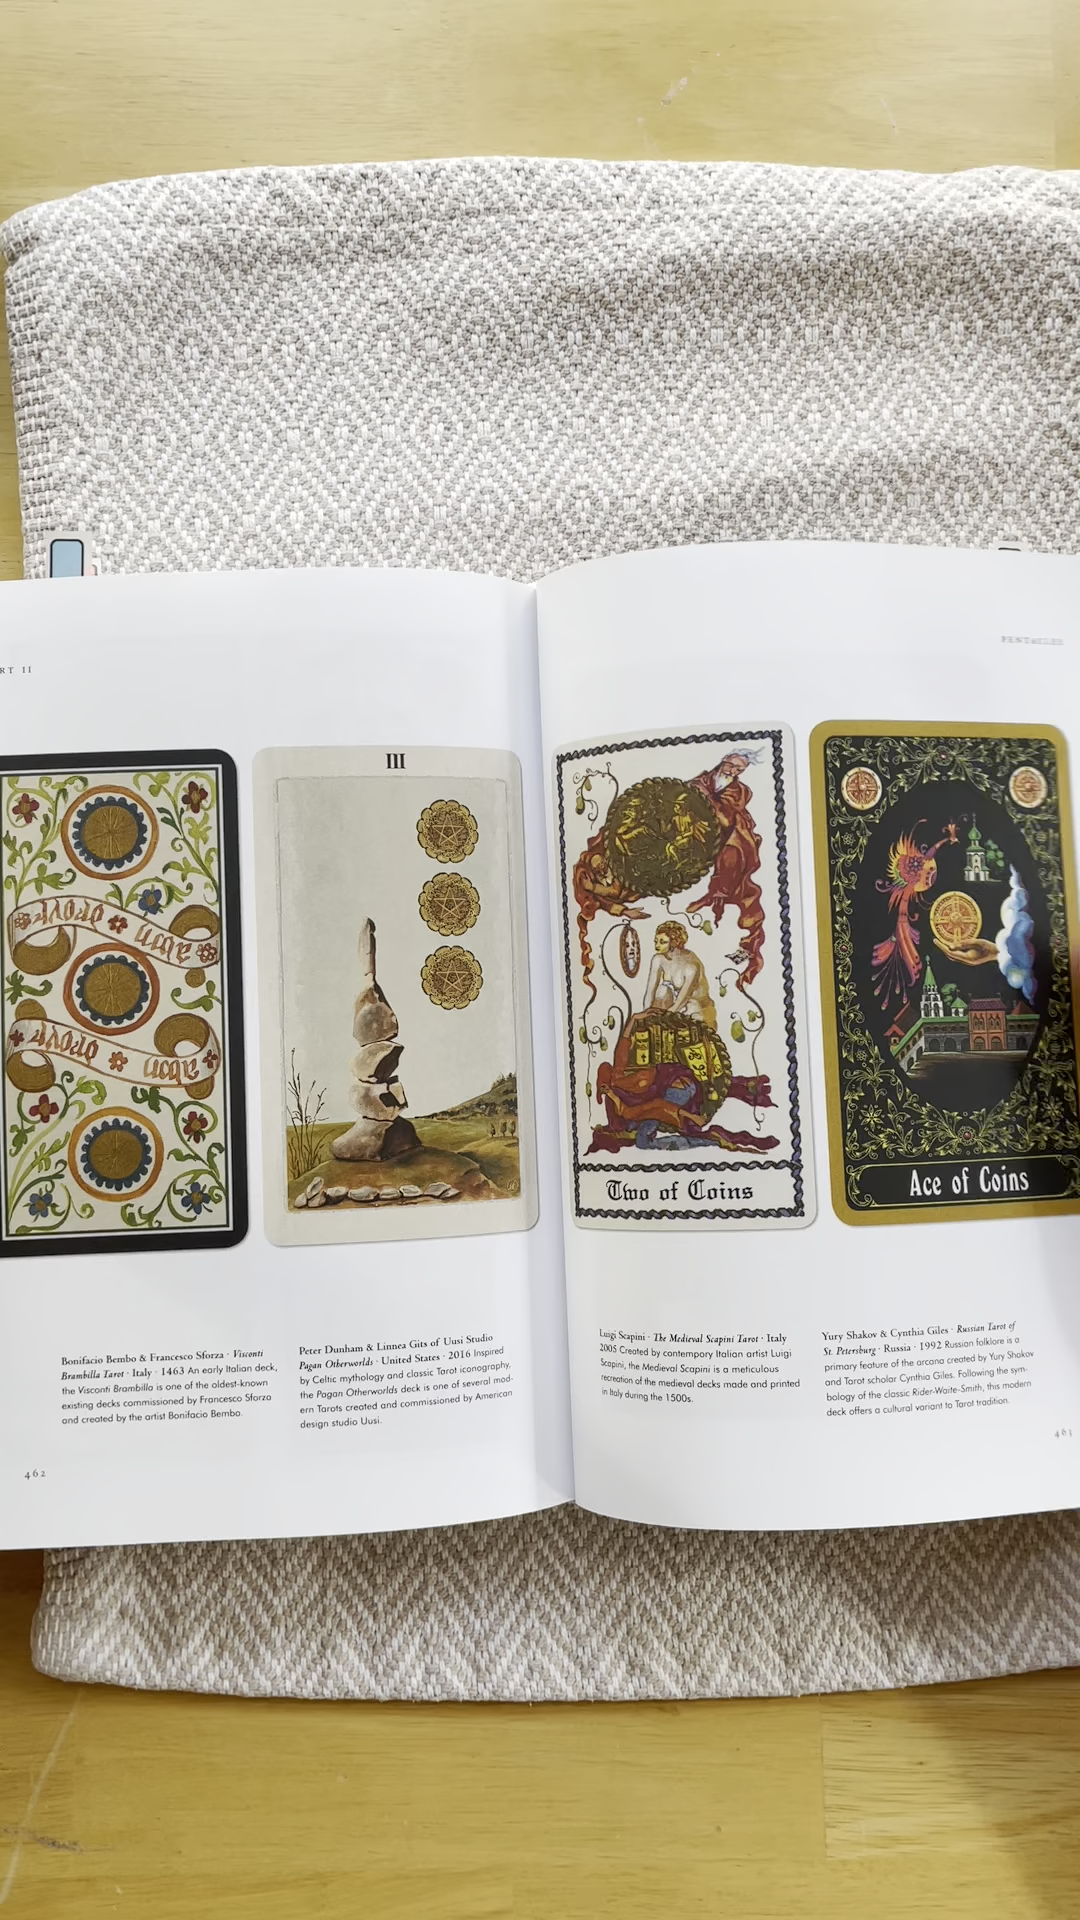 RT II
PENTACLES
III
Two of Coins
Ace of Coins
Bonifacio Bembo & Francesco Sforza · Visconti
Brambilla Tarot · Italy · 1463 An early Italian deck,
the Visconti Brambilla is one of the oldest-known
existing decks commissioned by Francesco Sforza
and created by the artist Bonifacio Bembo.
Peter Dunham & Linnea Gits of Uusi Studio
Pagan Otherworlds · United States · 2016 Inspired
by Celtic mythology and classic Tarot iconography,
the Pagan Otherworlds deck is one of several mod-
ern Tarots created and commissioned by American
design studio Uusi.
Luigi Scapini · The Medieval Scapini Tarot · Italy
2005 Created by contempory Italian artist Luigi
Scapini, the Medieval Scapini is a meticulous
recreation of the medieval decks made and printed
in Italy during the 1500s.
Yury Shakov & Cynthia Giles · Russian Tarot of
St. Petersburg · Russia · 1992 Russian folklore is a
primary feature of the arcana created by Yury Shakov
and Tarot scholar Cynthia Giles. Following the sym-
bology of the classic Rider-Waite-Smith, this modern
deck offers a cultural variant to Tarot tradition.
462
463